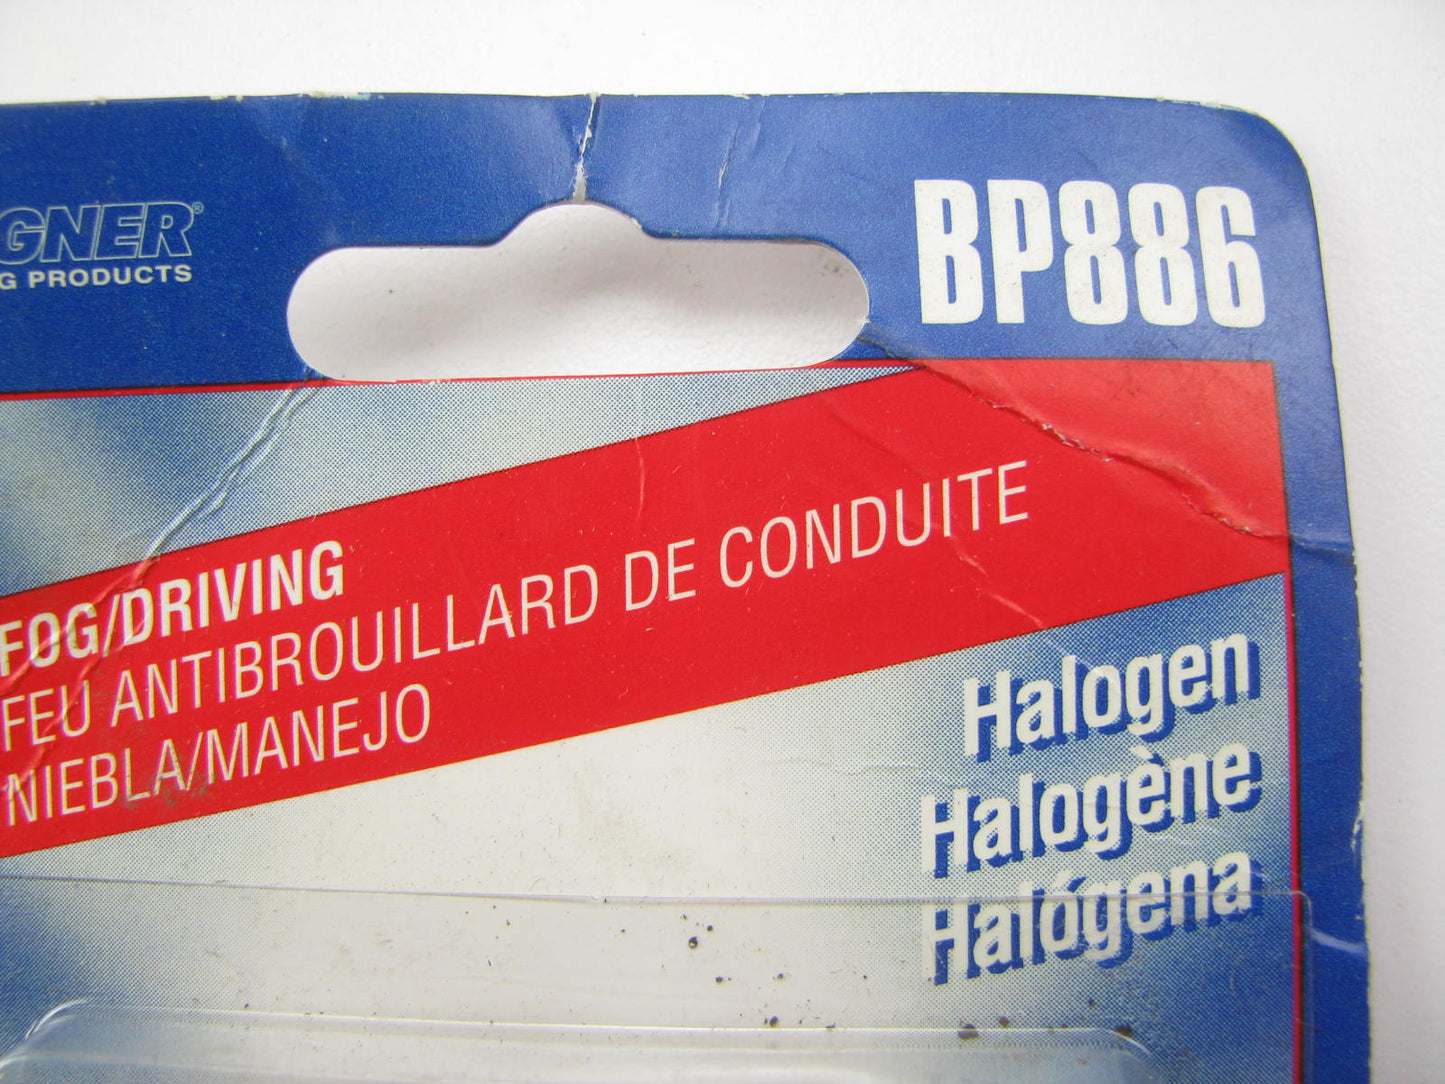 GNER®
G PRODUCTS
BP886
FOG/DRIVING
FEU ANTIBROUILLARD DE CONDUITE
NIEBLA/MANEJO
Halogen
Halogène
Halógena